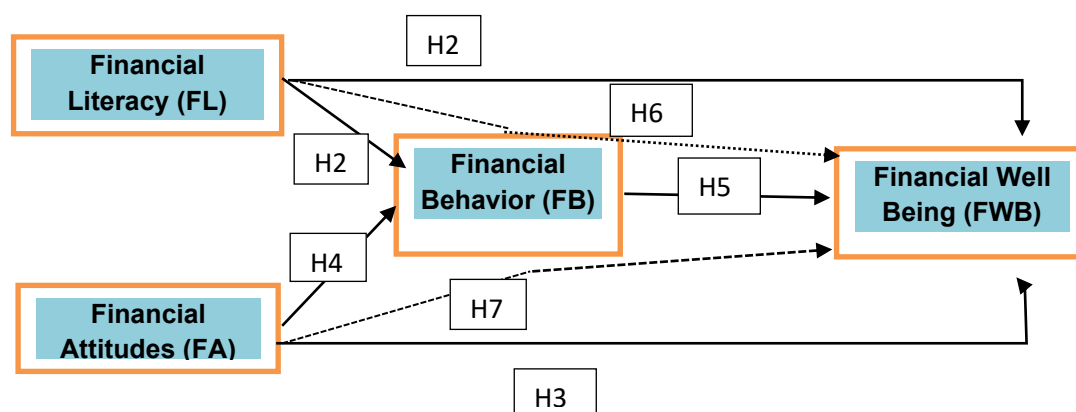 H2
Financial
Literacy (FL)
H6
H2
Financial
Behavior (FB)
H5
Financial Well
Being (FWB)
H4
H7
Financial
Attitudes (FA)
H3